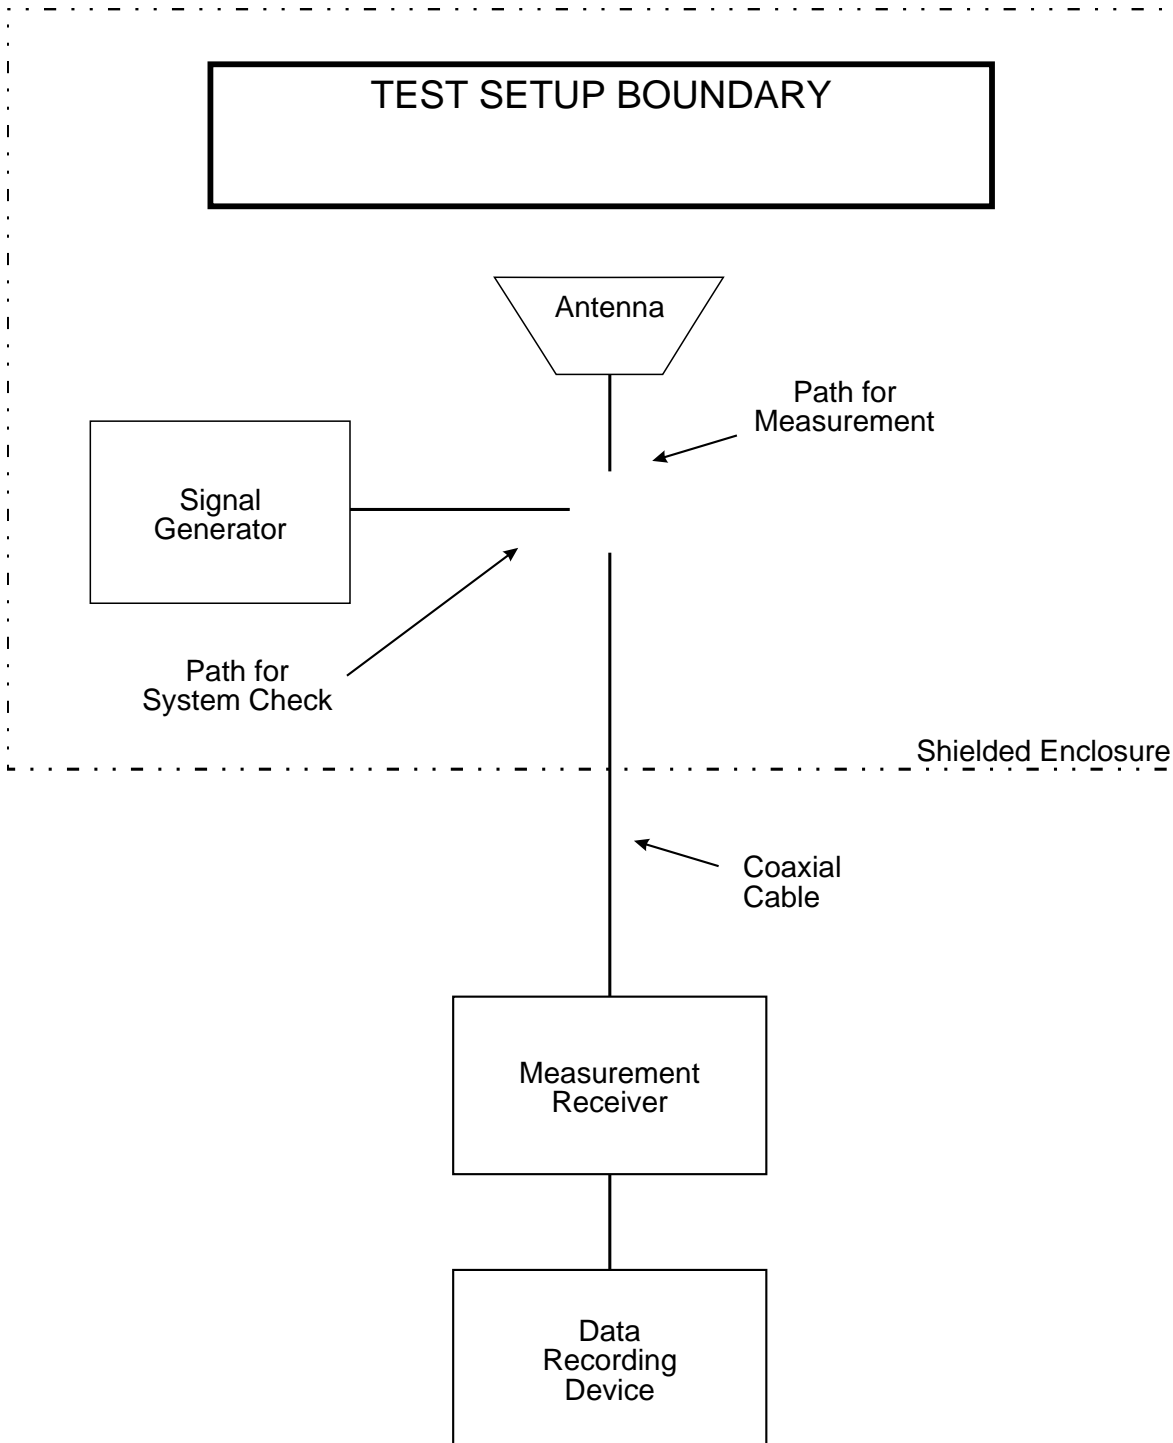 TEST SETUP BOUNDARY
Antenna
Path for
Measurement
Signal
Generator
Path for
System Check
Shielded Enclosure
Coaxial
Cable
Measurement
Receiver
Data
Recording
Device